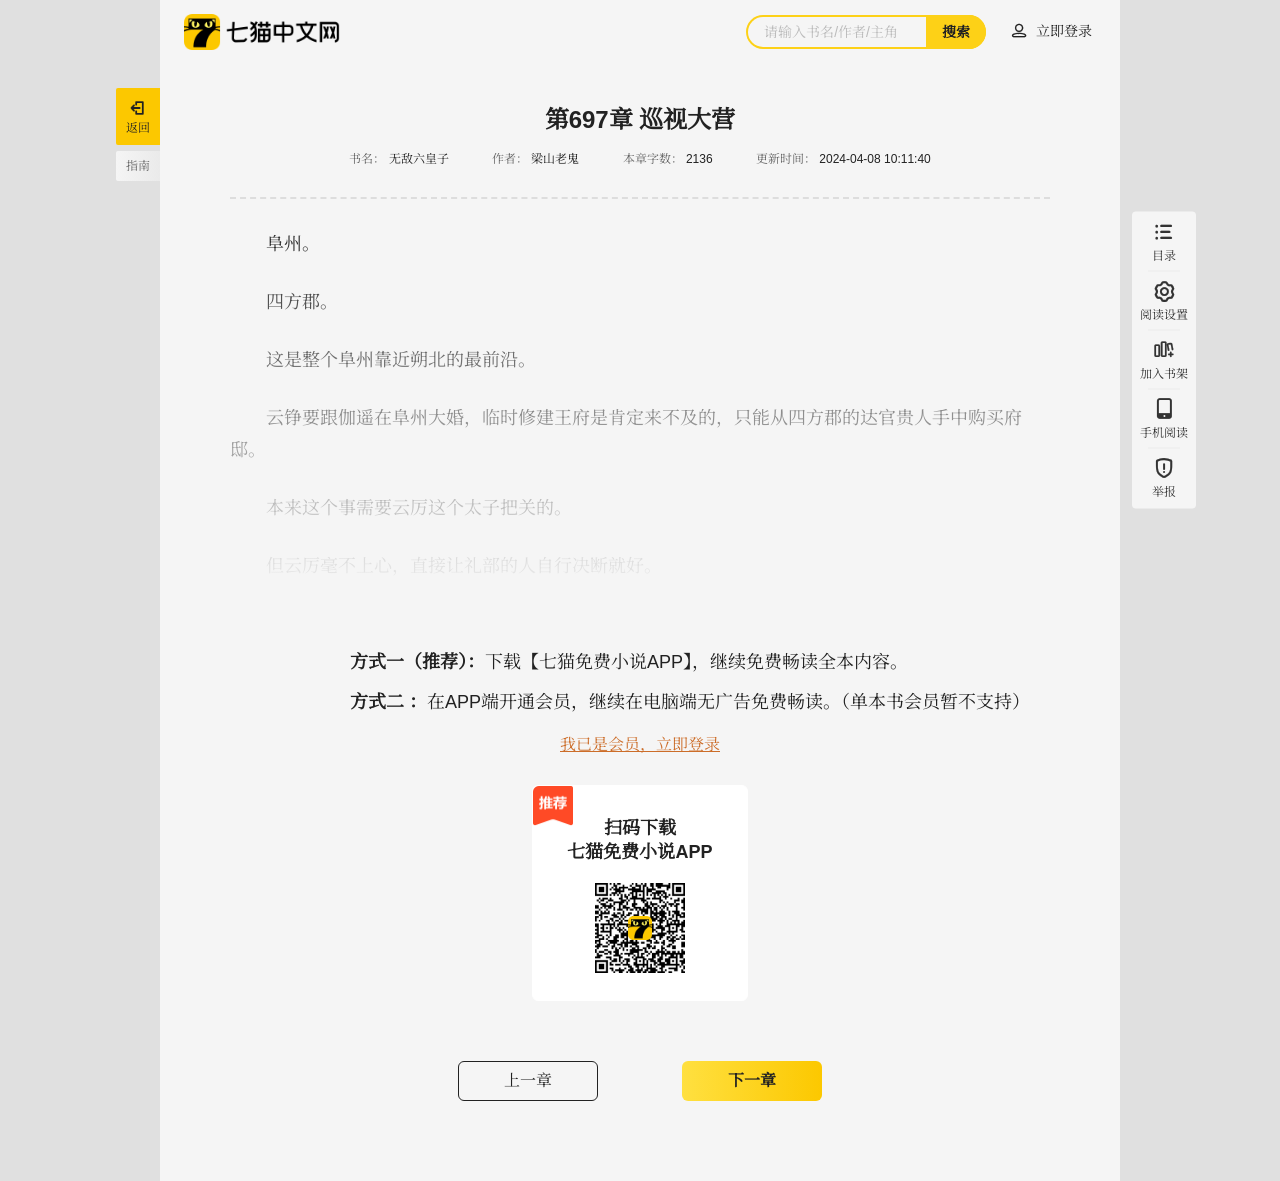 七猫中文网
请输入书名/作者/主角
搜索
立即登录
返回
指南
第697章 巡视大营
书名： 无敌六皇子 作者： 梁山老鬼 本章字数： 2136 更新时间： 2024-04-08 10:11:40
阜州。
四方郡。
这是整个阜州靠近朔北的最前沿。
云铮要跟伽遥在阜州大婚，临时修建王府是肯定来不及的，只能从四方郡的达官贵人手中购买府
邸。
本来这个事需要云厉这个太子把关的。
但云厉毫不上心，直接让礼部的人自行决断就好。
目录
阅读设置
加入书架
手机阅读
举报
方式一（推荐）：下载【七猫免费小说APP】，继续免费畅读全本内容。
方式二 ：在APP端开通会员，继续在电脑端无广告免费畅读。（单本书会员暂不支持）
我已是会员，立即登录
推荐
扫码下载
七猫免费小说APP
上一章
下一章